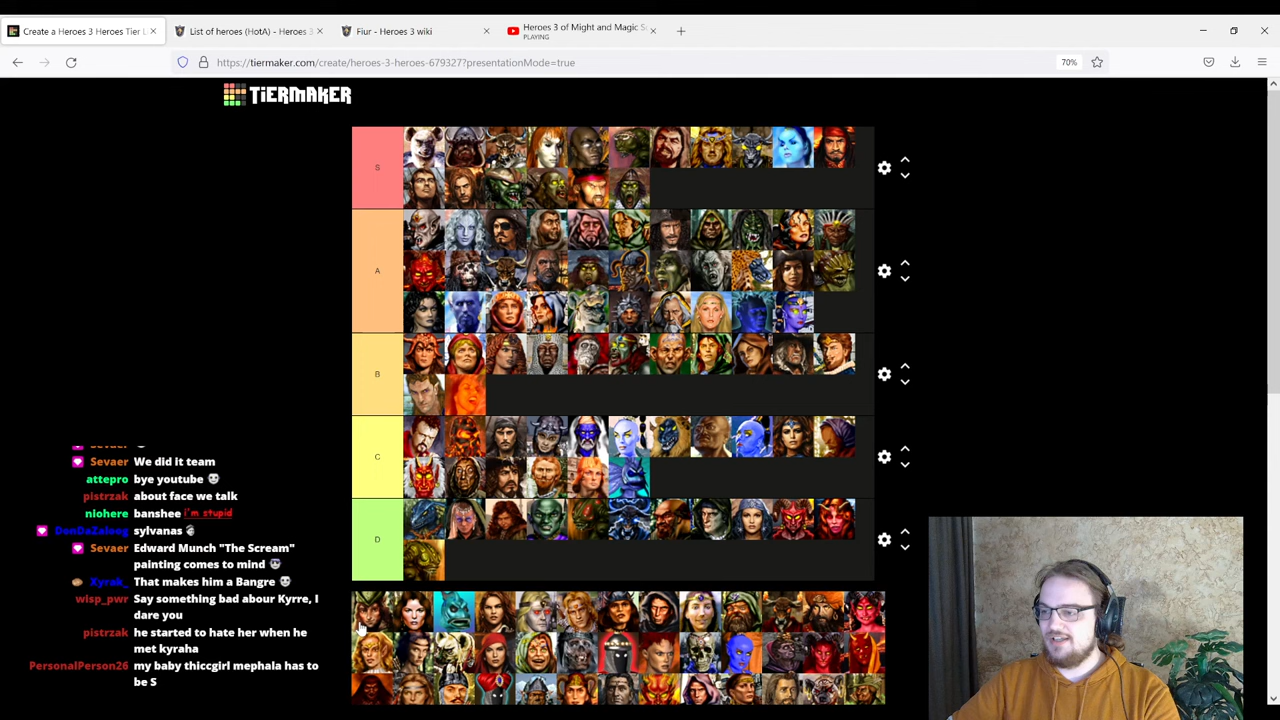 Create a Heroes 3 Heroes Tier L
List of heroes (HotA) - Heroes 3
Fiur - Heroes 3 wiki
Heroes 3 of Might and Magic S
PLAYING
https://tiermaker.com/create/heroes-3-heroes-679327?presentationMode=true
70%
TIERMAKER
S
A
B
C
D
Sevaer
Sevaer We did it team
attepro bye youtube
pistrzak about face we talk
niohere banshee i'm stupid
DonDaZaloog sylvanas
Sevaer Edward Munch "The Scream"
painting comes to mind
Xyrak_ That makes him a Bangre
wisp_pwr Say something bad abour Kyrre, I
dare you
pistrzak he started to hate her when he
met kyraha
PersonalPerson26 my baby thiccgirl mephala has to
be S